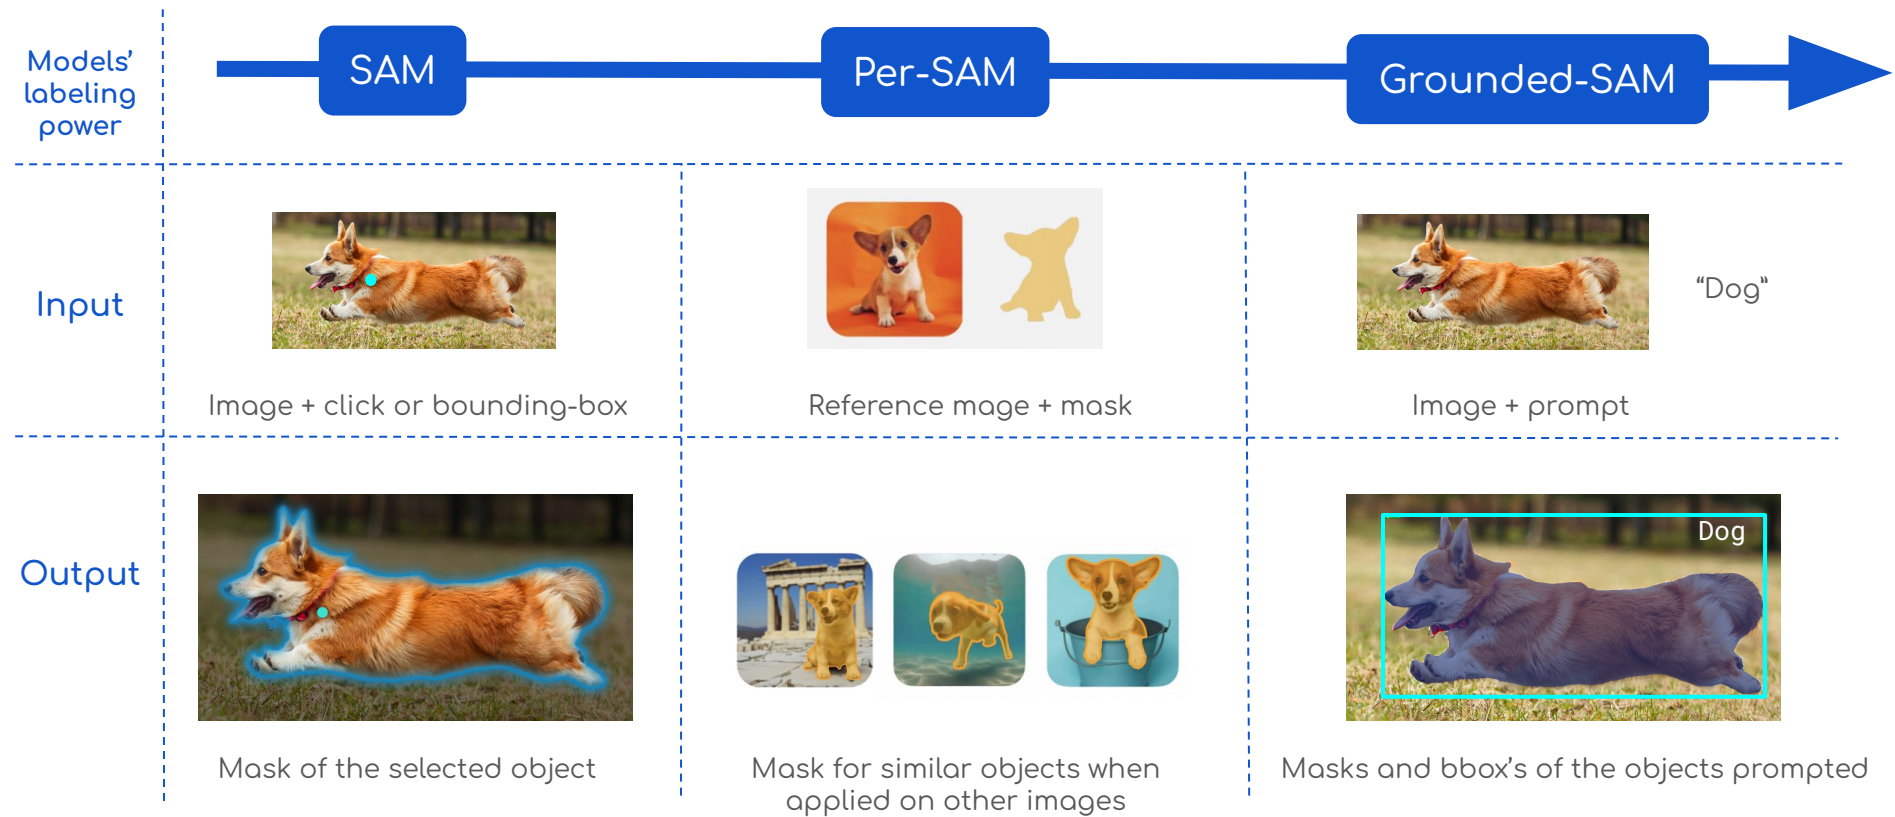 Models’
labeling
power
SAM
Per-SAM
Grounded-SAM
Input
“Dog”
Image + click or bounding-box
Reference mage + mask
Image + prompt
Output
Dog
Mask of the selected object
Mask for similar objects when
applied on other images
Masks and bbox’s of the objects prompted